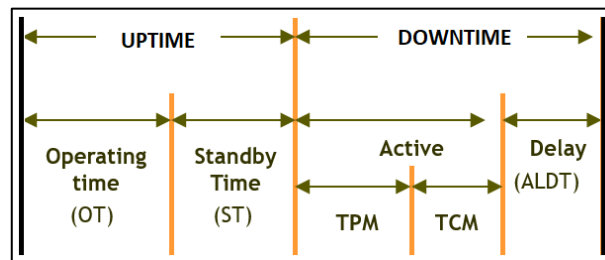 UPTIME DOWNTIME
Operating Standby Active Delay
time Time (ALDT)
(OT) (ST)
TPM TCM